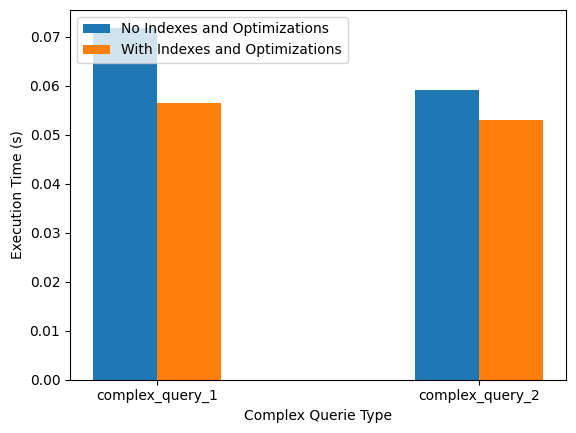 No Indexes and Optimizations
With Indexes and Optimizations
0.07
0.06
0.05
0.04
0.03
0.02
0.01
0.00
Execution Time (s)
complex_query_1 complex_query_2
Complex Querie Type